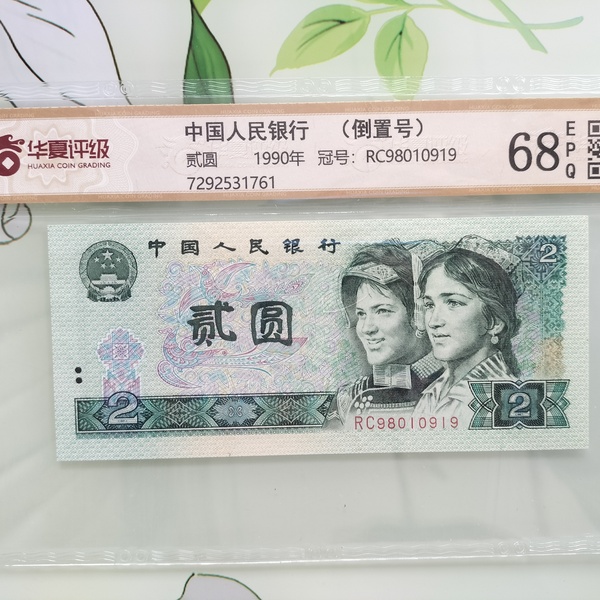 华夏评级
HUAXIA COIN GRADING
中国人民银行 （倒置号）
贰圆 1990年 冠号：RC98010919
7292531761
68
EPQ
中国人民银行
2
贰圆
2
RC98010919
2